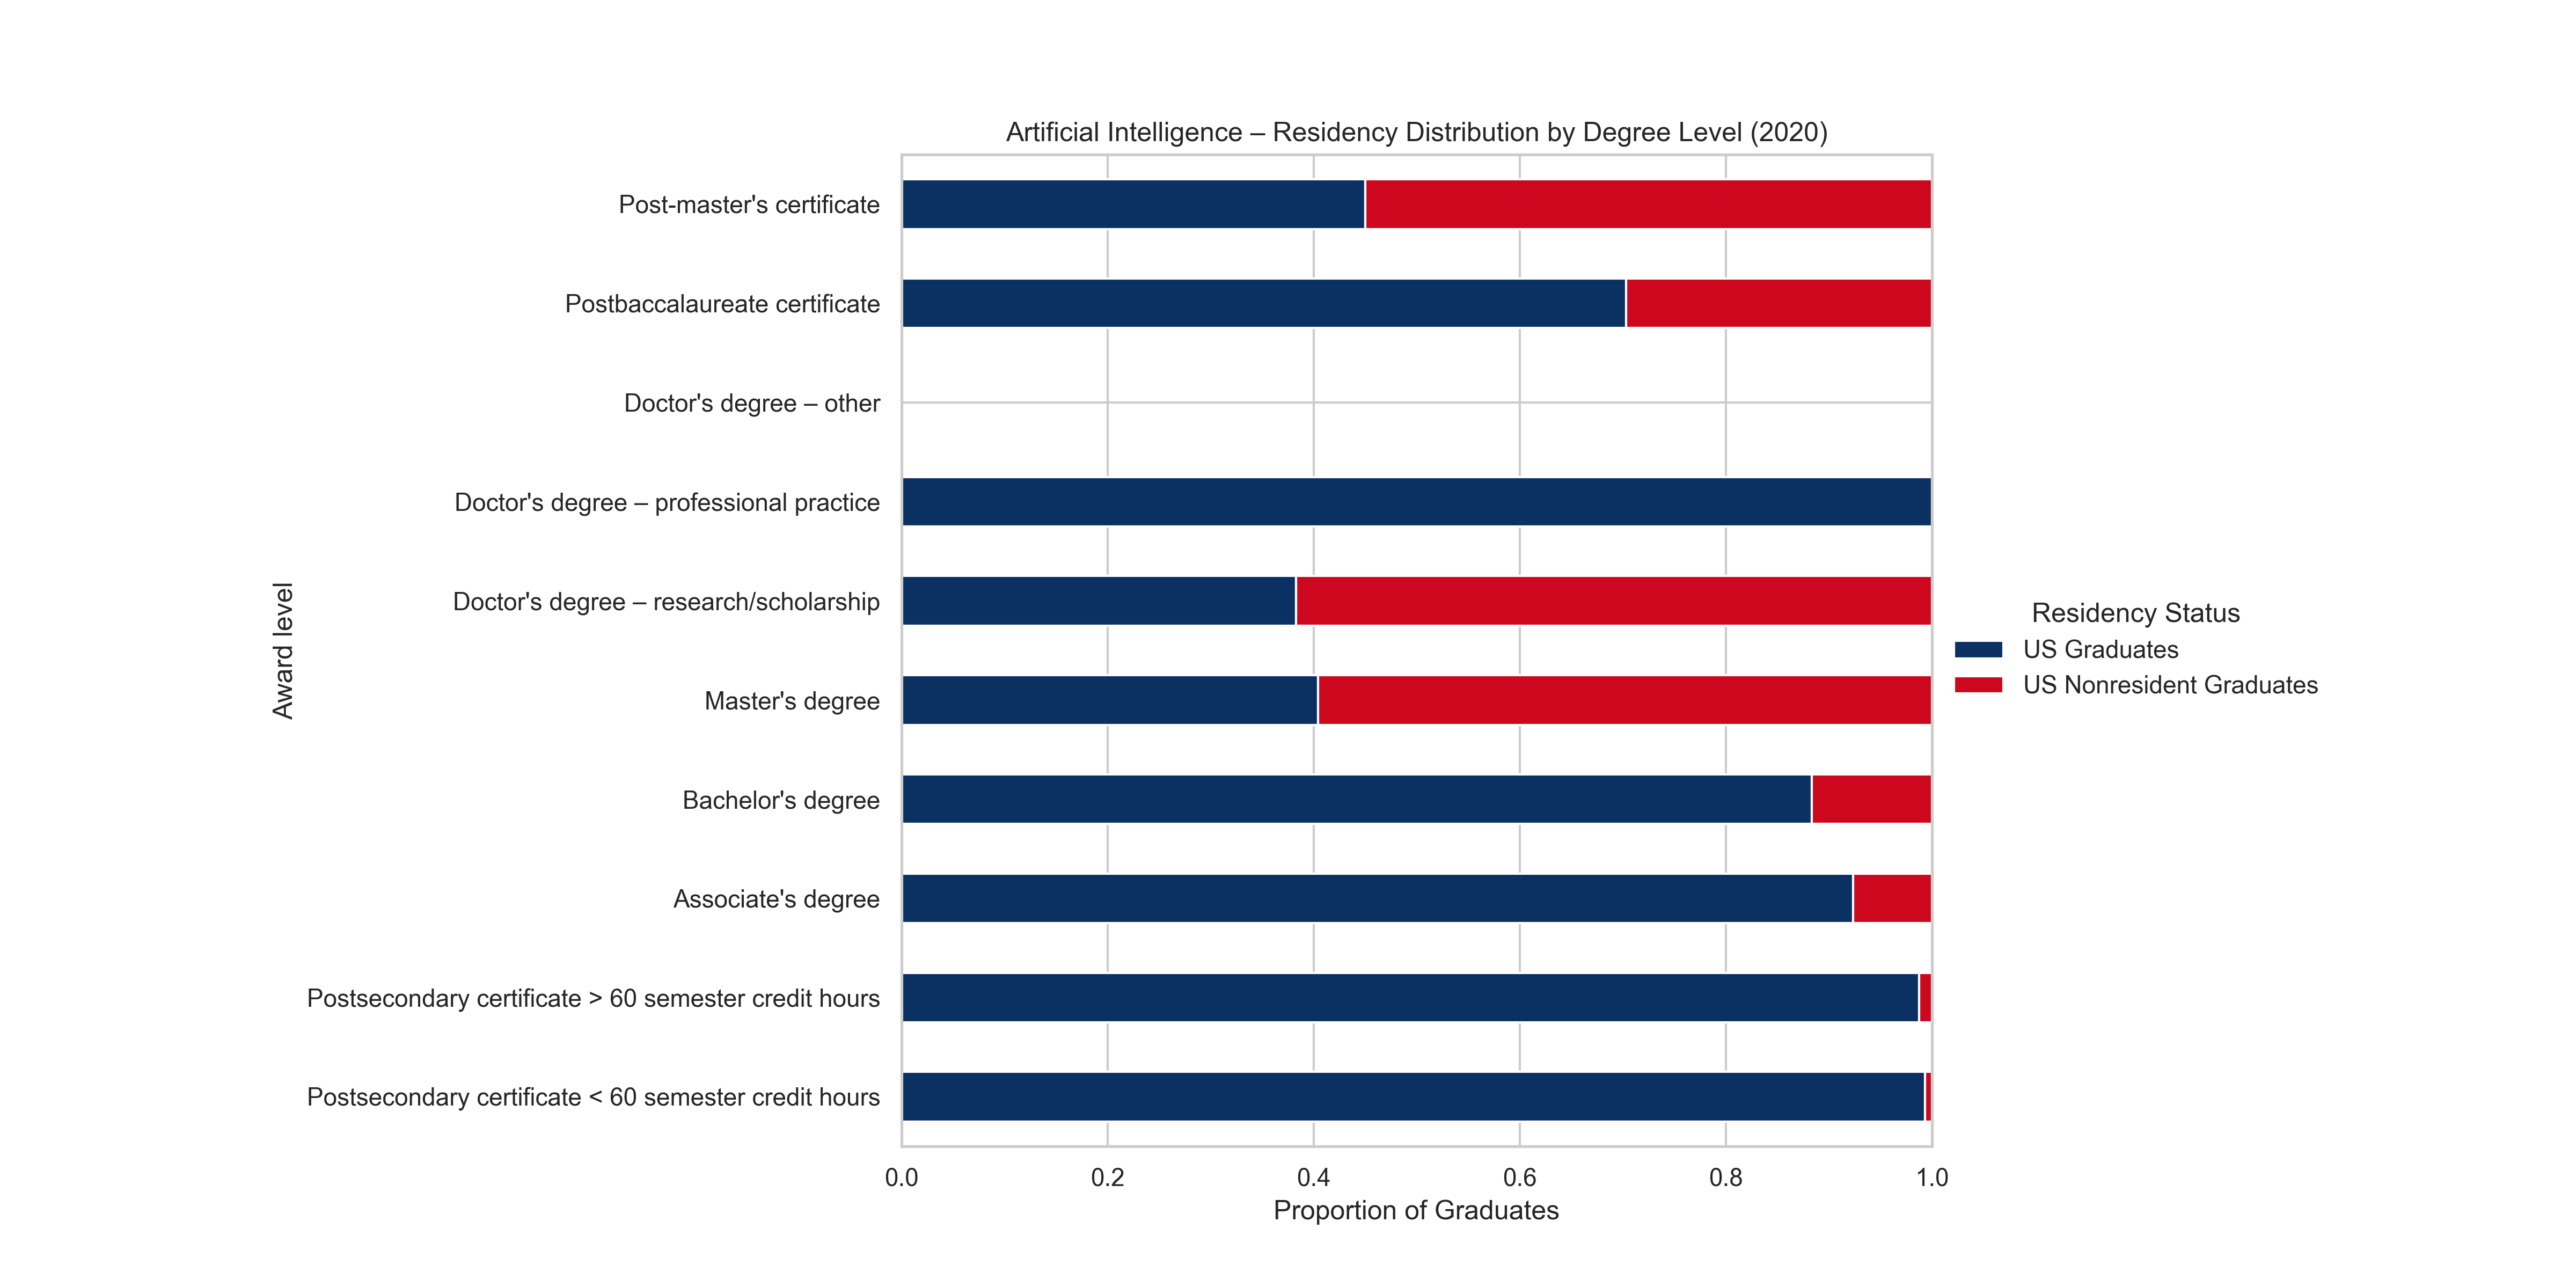 Artificial Intelligence – Residency Distribution by Degree Level (2020)
Award level
Post-master's certificate
Postbaccalaureate certificate
Doctor's degree – other
Doctor's degree – professional practice
Doctor's degree – research/scholarship
Master's degree
Bachelor's degree
Associate's degree
Postsecondary certificate > 60 semester credit hours
Postsecondary certificate < 60 semester credit hours
0.0 0.2 0.4 0.6 0.8 1.0
Proportion of Graduates
Residency Status
US Graduates
US Nonresident Graduates